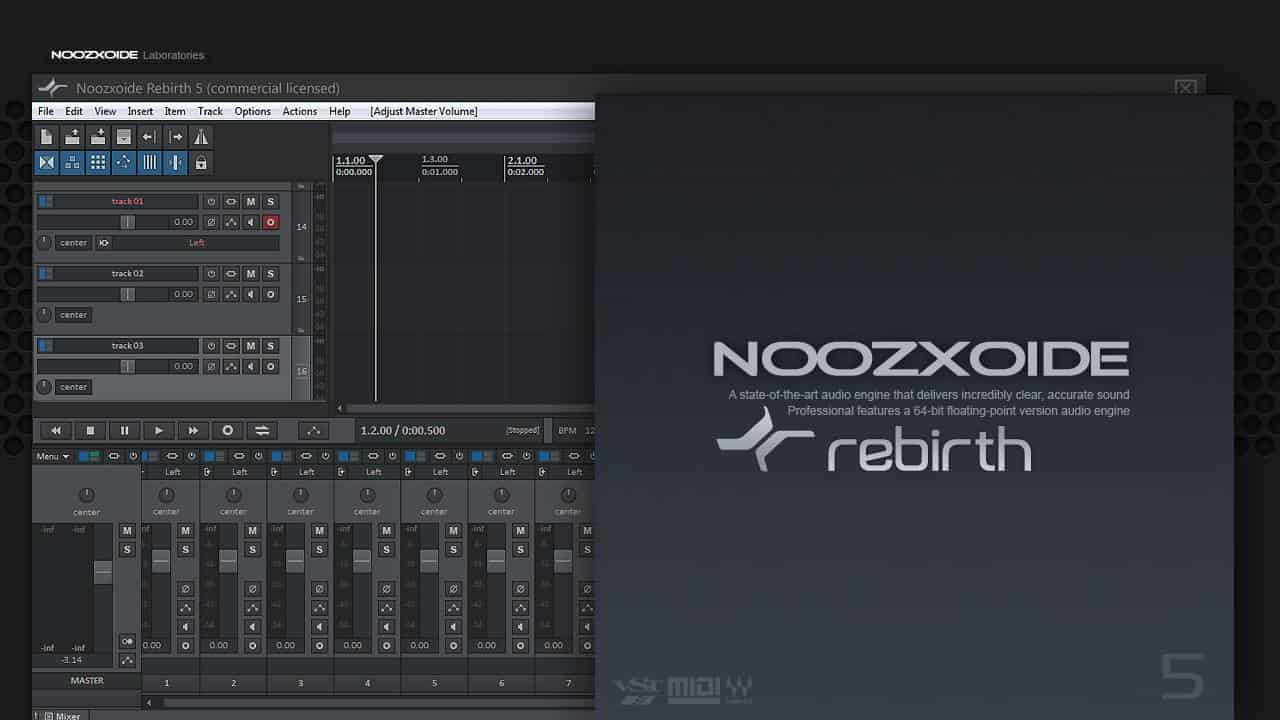 NOOZXOIDE Laboratories
Noozxoide Rebirth 5 (commercial licensed)
File Edit View Insert Item Track Options Actions Help [Adjust Master Volume]
1.1.00 1.3.00 2.1.00
0:00.000 0:01.000 0:02.000
track 01 M S
0.00
14
center Left
track 02 M S
0.00
15
center
track 03 M S
0.00
16
center
NOOZXOIDE
A state-of-the-art audio engine that delivers incredibly clear, accurate sound
Professional features a 64-bit floating-point version audio engine
rebirth
1.2.00 / 0:00.500 [Stopped] BPM 12
Menu
Left Left Left Left Left Left Left
center center center center center center center center
-inf -inf -inf -inf -inf -inf -inf -inf
M M M M M M M M
S S S S S S S S
-inf -inf 0.00 0.00 0.00 0.00 0.00 0.00 0.00
-3.14
MASTER 1 2 3 4 5 6 7
VST MIDI
5
Mixer